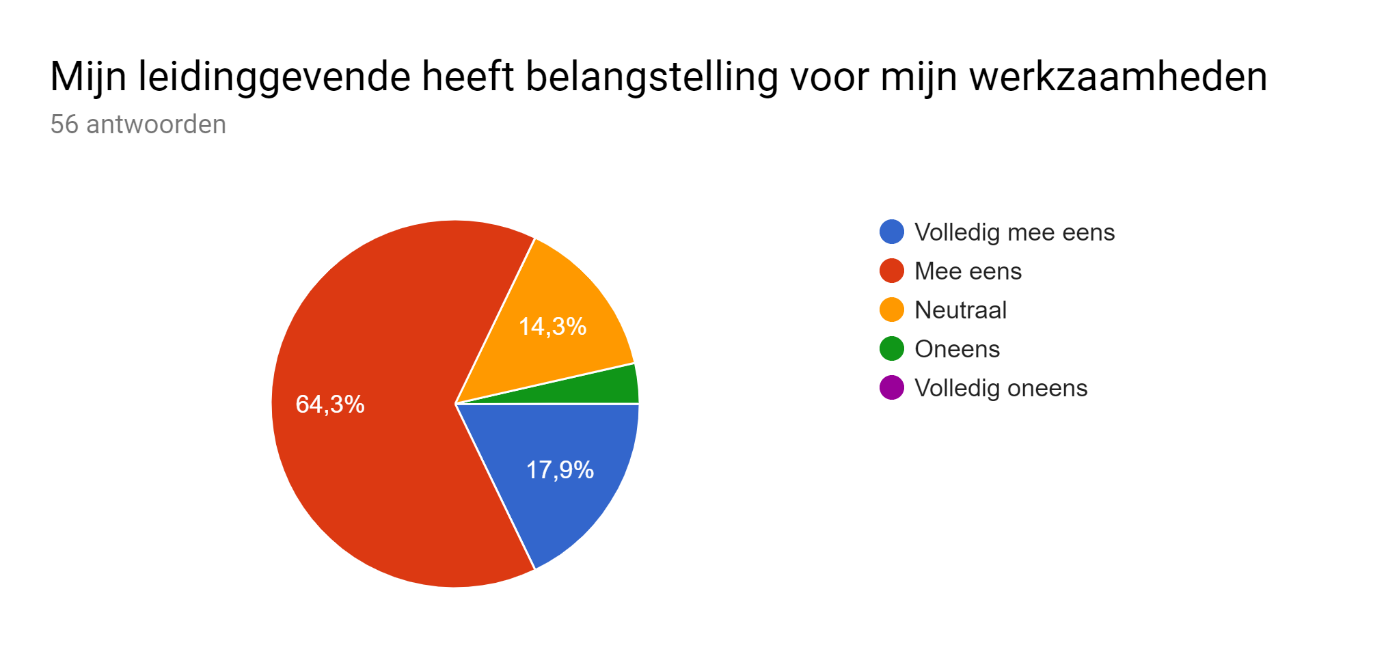 Mijn leidinggevende heeft belangstelling voor mijn werkzaamheden
56 antwoorden
Volledig mee eens
Mee eens
Neutraal
Oneens
Volledig oneens
14,3%
64,3%
17,9%